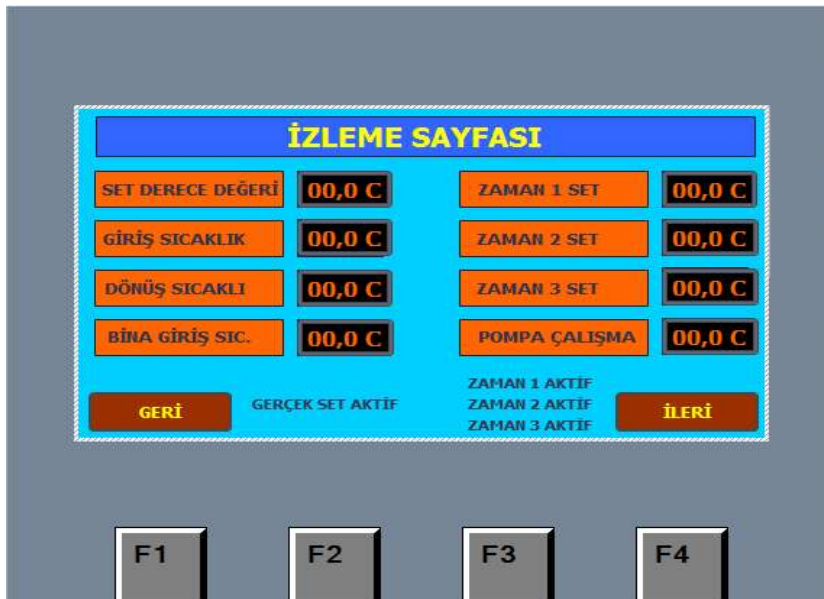 İZLEME SAYFASI
SET DERECE DEĞERİ 00,0 C ZAMAN 1 SET 00,0 C
GİRİŞ SICAKLIK 00,0 C ZAMAN 2 SET 00,0 C
DÖNÜŞ SICAKLI 00,0 C ZAMAN 3 SET 00,0 C
BİNA GİRİŞ SIC. 00,0 C POMPA ÇALIŞMA 00,0 C
ZAMAN 1 AKTİF
GERİ GERÇEK SET AKTİF ZAMAN 2 AKTİF İLERİ
ZAMAN 3 AKTİF
F1 F2 F3 F4